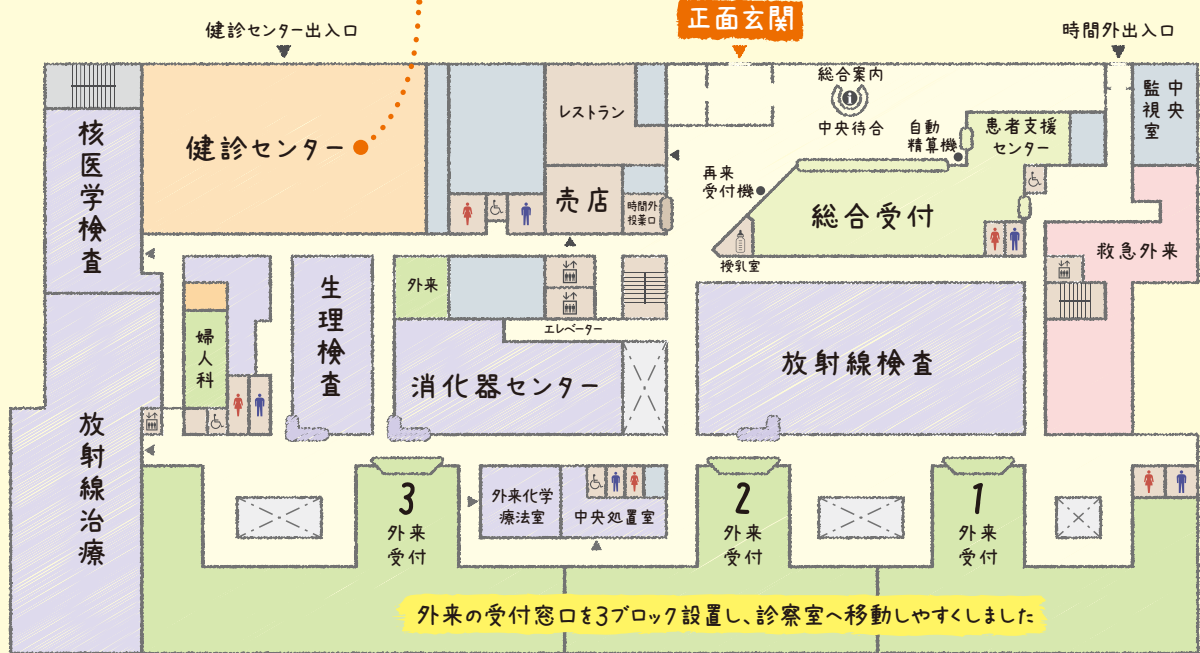 正面玄関
健診センター出入口
時間外出入口
総合案内
中央待合
レストラン
中央
監視室
患者支援
センター
自動
精算機
核医学検査
健診センター
再来
受付機
売店
時間外
投薬口
総合受付
授乳室
救急外来
外来
生理検査
エレベーター
婦人科
消化器センター
放射線検査
放射線治療
3
外来
受付
外来化学
療法室
中央処置室
2
外来
受付
1
外来
受付
外来の受付窓口を3ブロック設置し、診察室へ移動しやすくしました